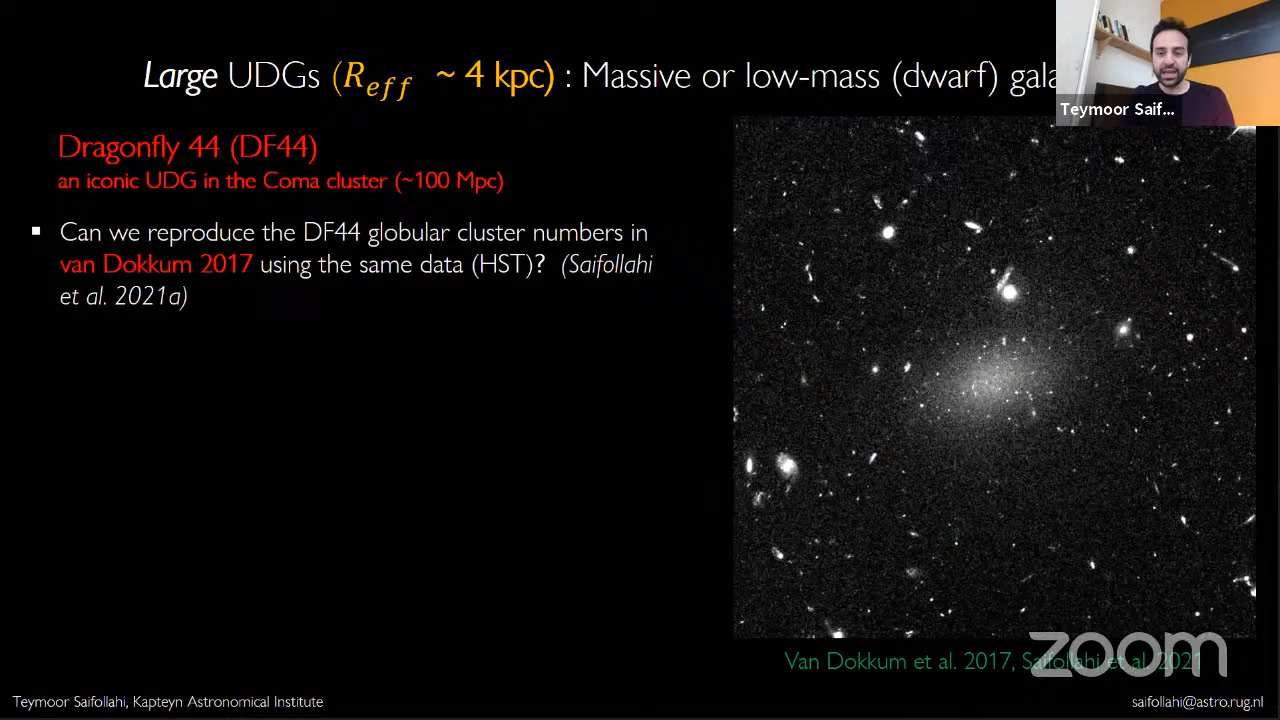 Large UDGs (R_eff ~ 4 kpc) : Massive or low-mass (dwarf)
Teymoor Saif...
Dragonfly 44 (DF44)
an iconic UDG in the Coma cluster (~100 Mpc)
▪ Can we reproduce the DF44 globular cluster numbers in
van Dokkum 2017 using the same data (HST)? (Saifollahi
et al. 2021a)
Van Dokkum et al. 2017, Saifollahi et al. 2021
zoom
Teymoor Saifollahi, Kapteyn Astronomical Institute
saifollahi@astro.rug.nl